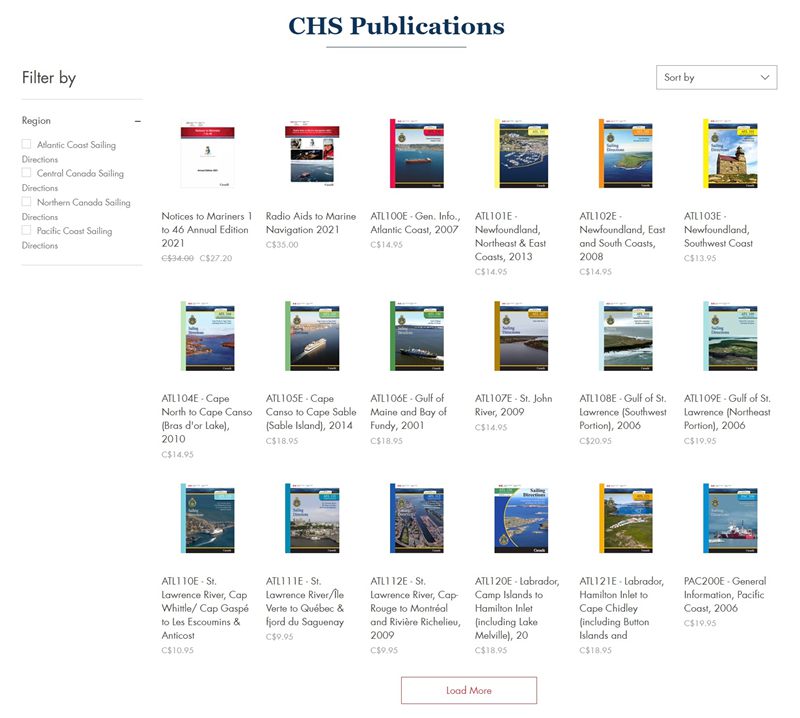 CHS Publications
Filter by
Sort by
Region
Atlantic Coast Sailing
Directions
Central Canada Sailing
Directions
Northern Canada Sailing
Directions
Pacific Coast Sailing
Directions
Notices to Mariners 1
to 46 Annual Edition
2021
C$34.00 C$27.20
Radio Aids to Marine
Navigation 2021
C$35.00
ATL100E - Gen. Info.,
Atlantic Coast, 2007
C$14.95
ATL101E -
Newfoundland,
Northeast & East
Coasts, 2013
C$14.95
ATL102E -
Newfoundland, East
and South Coasts,
2008
C$14.95
ATL103E -
Newfoundland,
Southwest Coast
C$13.95
ATL104E - Cape
North to Cape Canso
(Bras d'or Lake),
2010
C$14.95
ATL105E - Cape
Canso to Cape Sable
(Sable Island), 2014
C$18.95
ATL106E - Gulf of
Maine and Bay of
Fundy, 2001
C$18.95
ATL107E - St. John
River, 2009
C$14.95
ATL108E - Gulf of St.
Lawrence (Southwest
Portion), 2006
C$20.95
ATL109E - Gulf of St.
Lawrence (Northeast
Portion), 2006
C$19.95
ATL110E - St.
Lawrence River, Cap
Whittle/ Cap Gaspé
to Les Escoumins &
Anticost
C$10.95
ATL111E - St.
Lawrence River/Île
Verte to Québec &
fjord du Saguenay
C$9.95
ATL112E - St.
Lawrence River, Cap-
Rouge to Montréal
and Rivière Richelieu,
2009
C$9.95
ATL120E - Labrador,
Camp Islands to
Hamilton Inlet
(including Lake
Melville), 20
C$18.95
ATL121E - Labrador,
Hamilton Inlet to
Cape Chidley
(including Button
Islands and
C$18.95
PAC200E - General
Information, Pacific
Coast, 2006
C$19.95
Load More